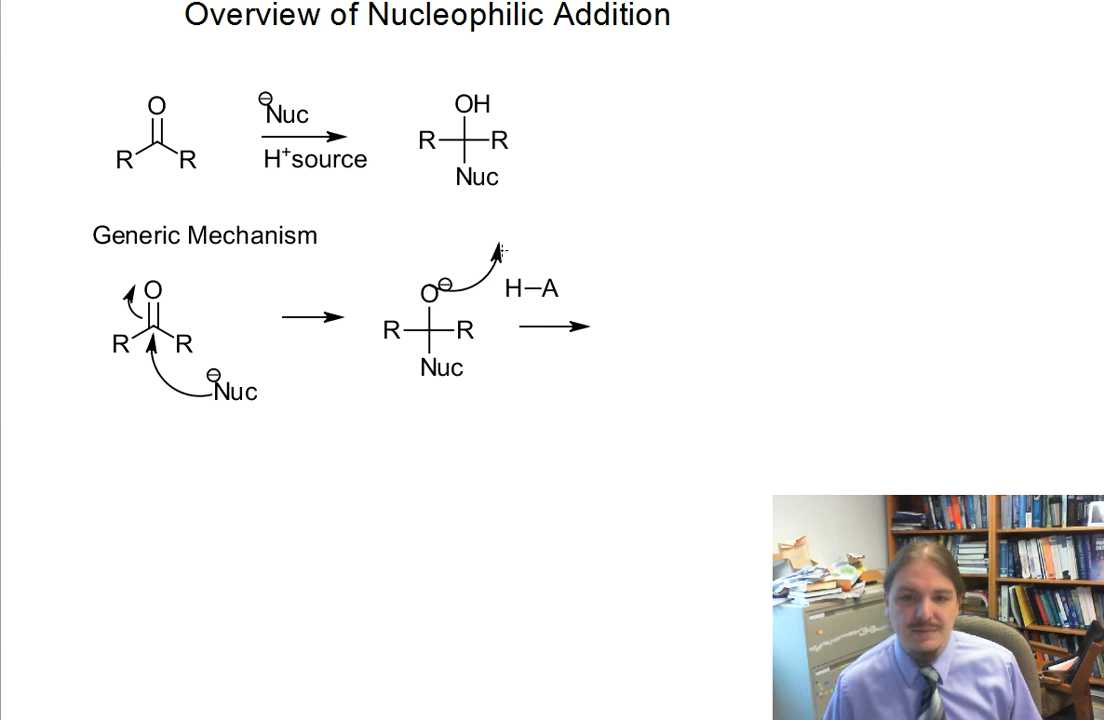 Overview of Nucleophilic Addition
O
R R
⊖Nuc
H⁺source
OH
R R
Nuc
Generic Mechanism
O
R R
⊖Nuc
O⊖
R R
Nuc
H–A